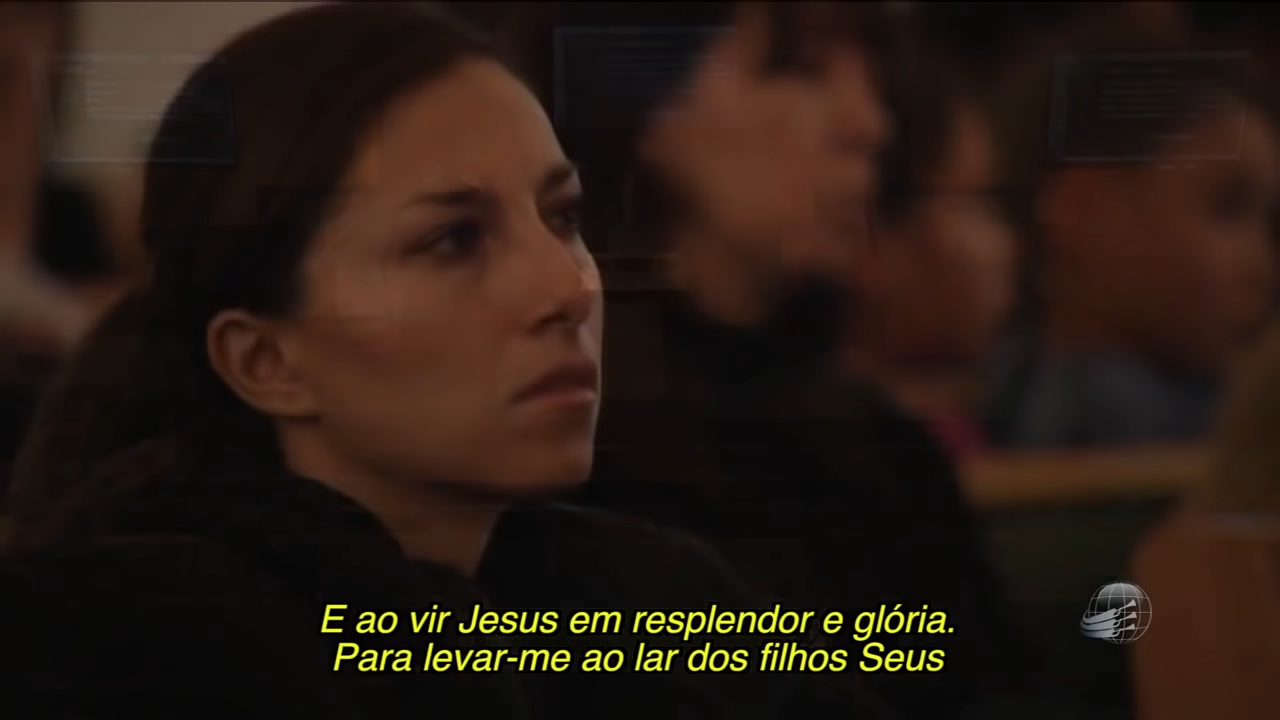 E ao vir Jesus em resplendor e glória.
Para levar-me ao lar dos filhos Seus